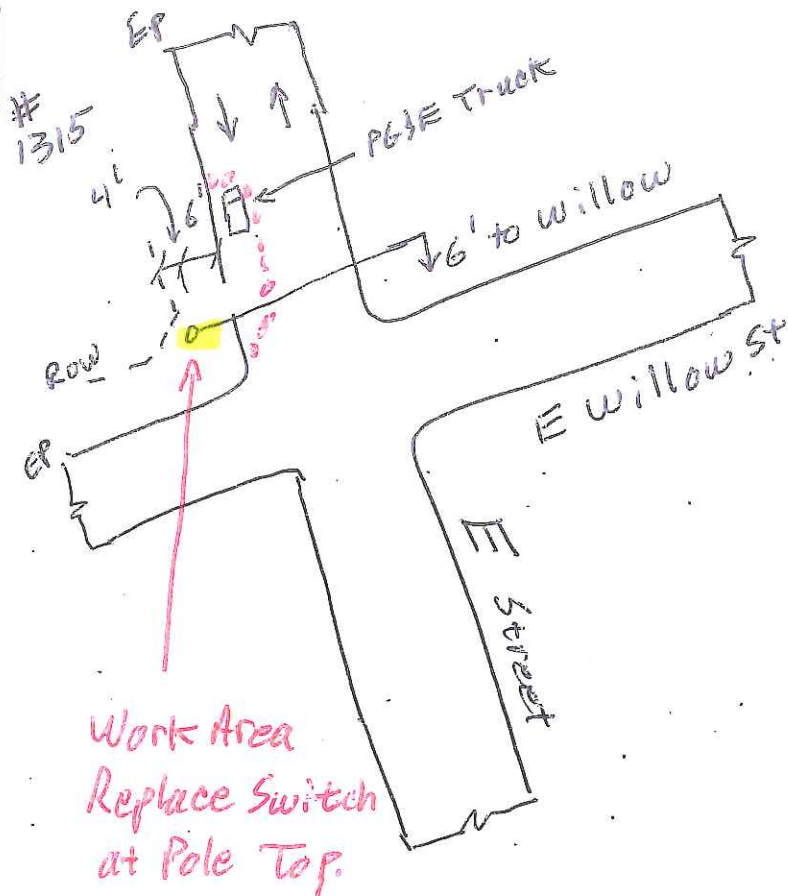 EP
#
1315
PG&E Truck
4'
6'
6' to Willow
ROW
E Willow St
EP
E Street
Work Area
Replace Switch
at Pole Top.